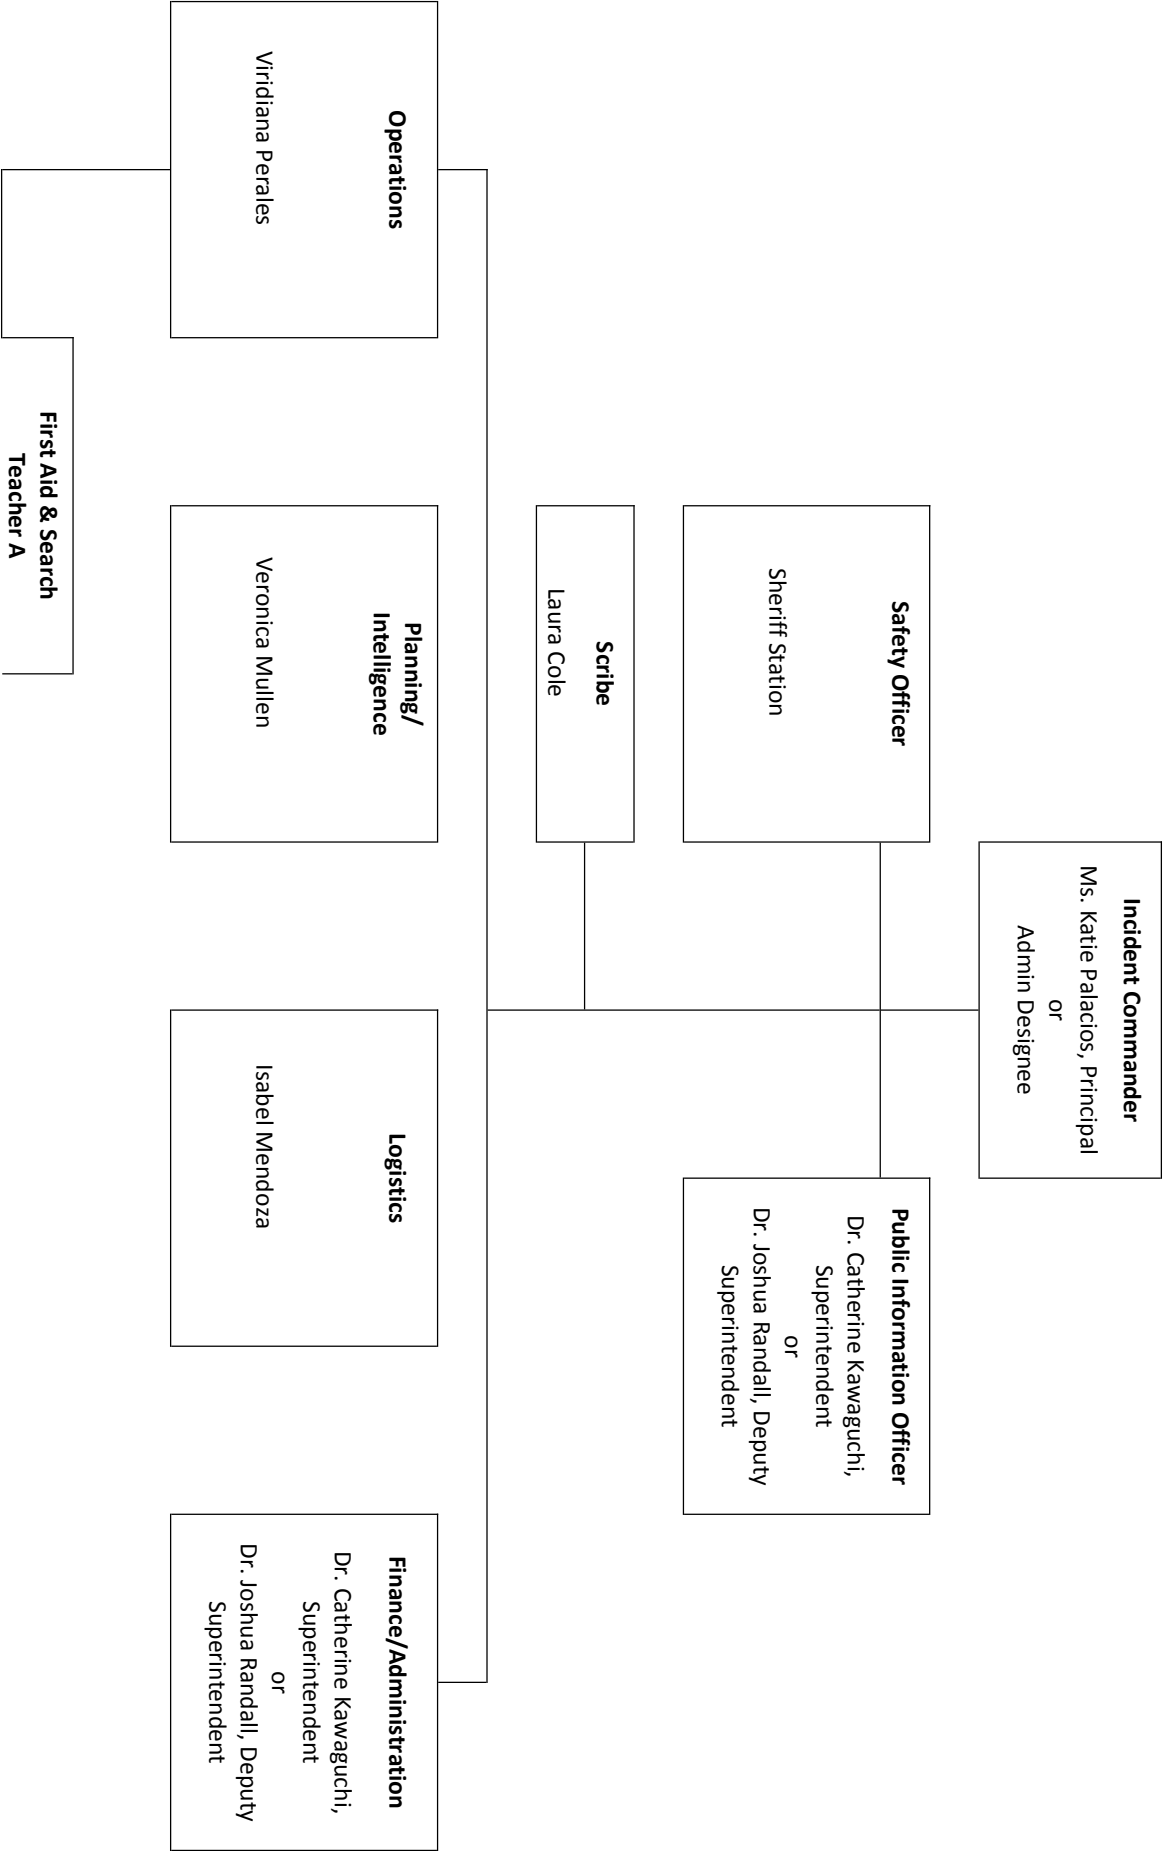 Incident Commander
Ms. Katie Palacios, Principal
or
Admin Designee
Safety Officer
Sheriff Station
Public Information Officer
Dr. Catherine Kawaguchi,
Superintendent
or
Dr. Joshua Randall, Deputy
Superintendent
Scribe
Laura Cole
Operations
Viridiana Perales
Planning/
Intelligence
Veronica Mullen
Logistics
Isabel Mendoza
Finance/Administration
Dr. Catherine Kawaguchi,
Superintendent
or
Dr. Joshua Randall, Deputy
Superintendent
First Aid & Search
Teacher A